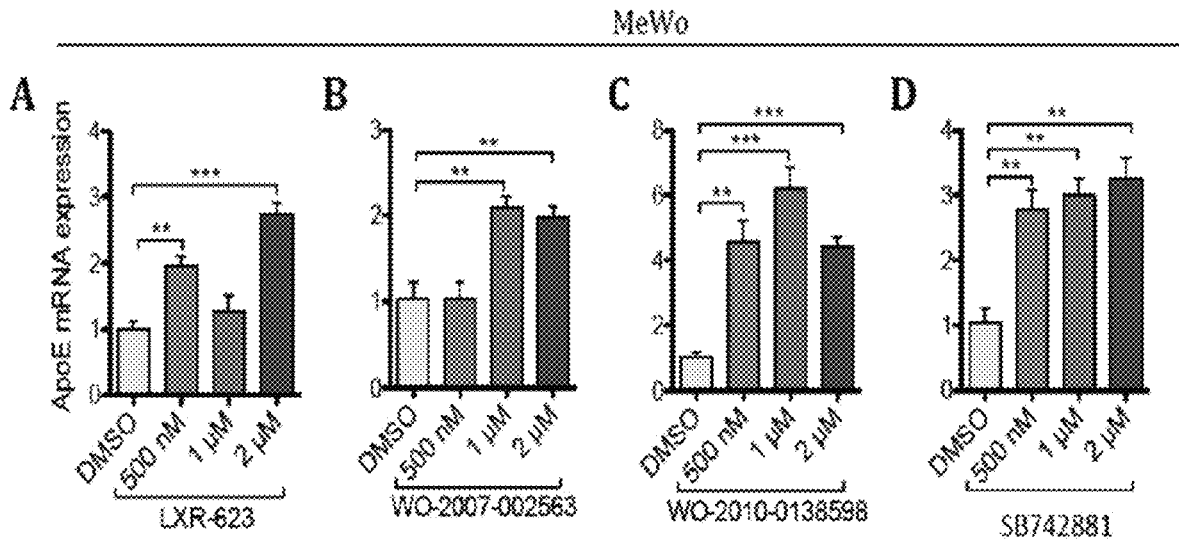 MeWo
A B C D
ApoE mRNA expression
4
3
2
1
0
**
***
DMSO
500 nM
1 µM
2 µM
LXR-623
3
2
1
0
**
**
DMSO
500 nM
1 µM
2 µM
WO-2007-002563
8
6
4
2
0
**
***
***
DMSO
500 nM
1 µM
2 µM
WO-2010-0138598
4
3
2
1
0
**
**
**
DMSO
500 nM
1 µM
2 µM
SB742881